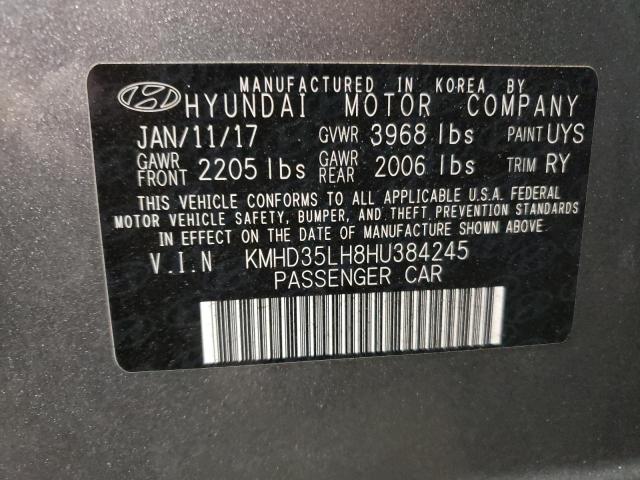 MANUFACTURED IN KOREA BY
HYUNDAI MOTOR COMPANY
JAN/11/17 GVWR 3968 lbs PAINT UYS
GAWR FRONT 2205 lbs GAWR REAR 2006 lbs TRIM RY
THIS VEHICLE CONFORMS TO ALL APPLICABLE U.S.A. FEDERAL
MOTOR VEHICLE SAFETY, BUMPER, AND THEFT PREVENTION STANDARDS
IN EFFECT ON THE DATE OF MANUFACTURE SHOWN ABOVE.
V.I.N KMHD35LH8HU384245
PASSENGER CAR